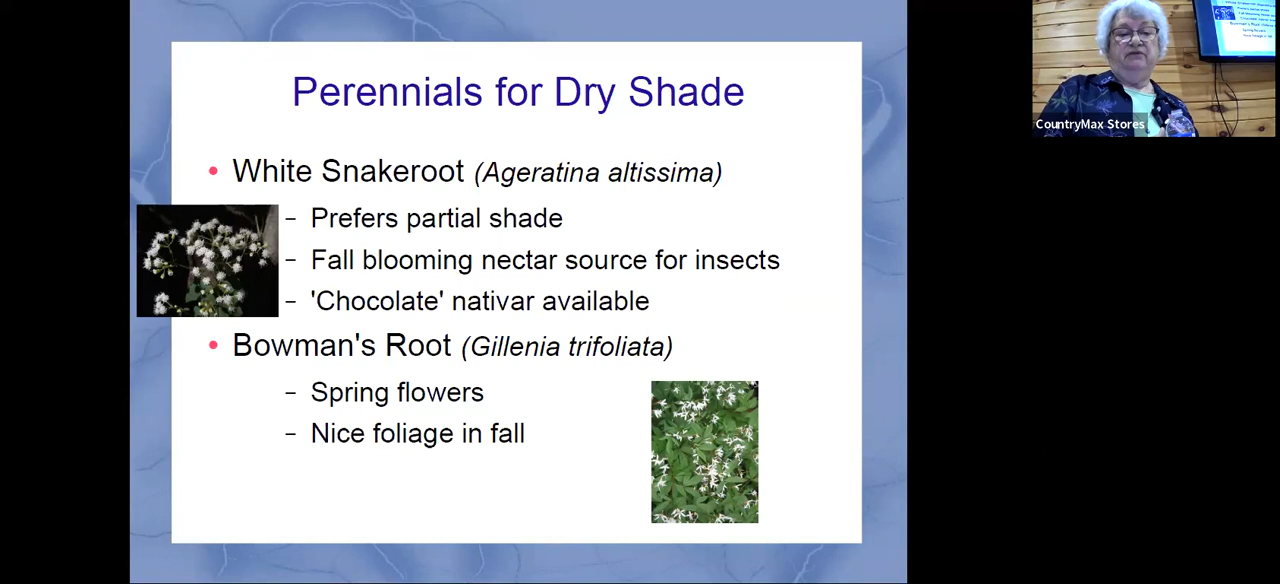 Perennials for Dry Shade
• White Snakeroot (Ageratina altissima)
– Prefers partial shade
– Fall blooming nectar source for insects
– 'Chocolate' nativar available
• Bowman's Root (Gillenia trifoliata)
– Spring flowers
– Nice foliage in fall
CountryMax Stores